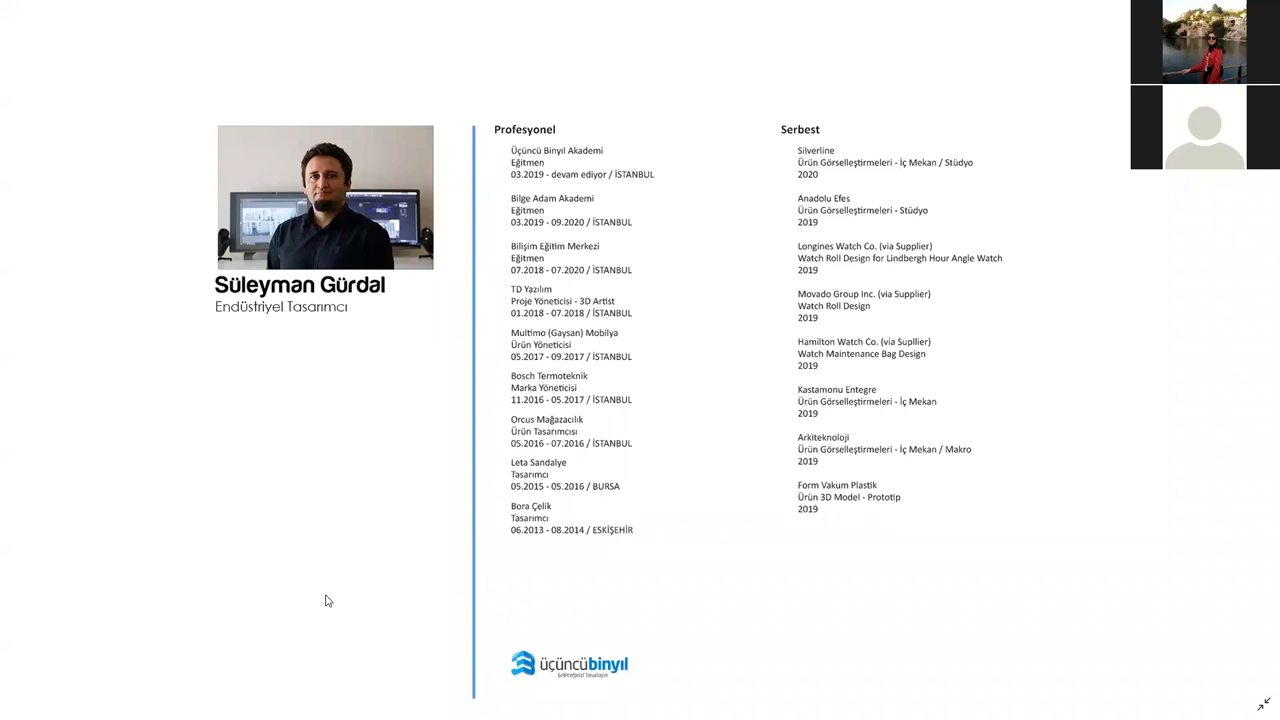 Süleyman Gürdal
Endüstriyel Tasarımcı
Profesyonel
Üçüncü Binyıl Akademi
Eğitmen
03.2019 - devam ediyor / İSTANBUL
Bilge Adam Akademi
Eğitmen
03.2019 - 09.2020 / İSTANBUL
Bilişim Eğitim Merkezi
Eğitmen
07.2018 - 07.2020 / İSTANBUL
TD Yazılım
Proje Yöneticisi - 3D Artist
01.2018 - 07.2018 / İSTANBUL
Multimo (Gaysan) Mobilya
Ürün Yöneticisi
05.2017 - 09.2017 / İSTANBUL
Bosch Termoteknik
Marka Yöneticisi
11.2016 - 05.2017 / İSTANBUL
Orcus Mağazacılık
Ürün Tasarımcısı
05.2016 - 07.2016 / İSTANBUL
Leta Sandalye
Tasarımcı
05.2015 - 05.2016 / BURSA
Bora Çelik
Tasarımcı
06.2013 - 08.2014 / ESKİŞEHİR
Serbest
Silverline
Ürün Görselleştirmeleri - İç Mekan / Stüdyo
2020
Anadolu Efes
Ürün Görselleştirmeleri - Stüdyo
2019
Longines Watch Co. (via Supplier)
Watch Roll Design for Lindbergh Hour Angle Watch
2019
Movado Group Inc. (via Supplier)
Watch Roll Design
2019
Hamilton Watch Co. (via Supllier)
Watch Maintenance Bag Design
2019
Kastamonu Entegre
Ürün Görselleştirmeleri - İç Mekan
2019
Arkiteknoloji
Ürün Görselleştirmeleri - İç Mekan / Makro
2019
Form Vakum Plastik
Ürün 3D Model - Prototip
2019
üçüncübinyıl
Geleceğinizi Tasarlayın